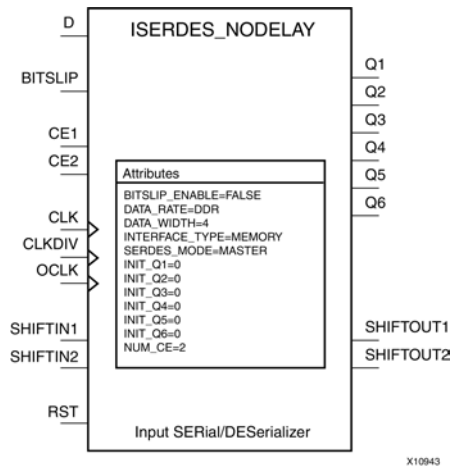 D
ISERDES_NODELAY
Q1
BITSLIP
Q2
Q3
CE1
Q4
CE2
Q5
Q6
Attributes
BITSLIP_ENABLE=FALSE
DATA_RATE=DDR
DATA_WIDTH=4
INTERFACE_TYPE=MEMORY
SERDES_MODE=MASTER
INIT_Q1=0
INIT_Q2=0
INIT_Q3=0
INIT_Q4=0
INIT_Q5=0
INIT_Q6=0
NUM_CE=2
CLK
CLKDIV
OCLK
SHIFTIN1
SHIFTOUT1
SHIFTIN2
SHIFTOUT2
RST
Input SERial/DESerializer
X10943